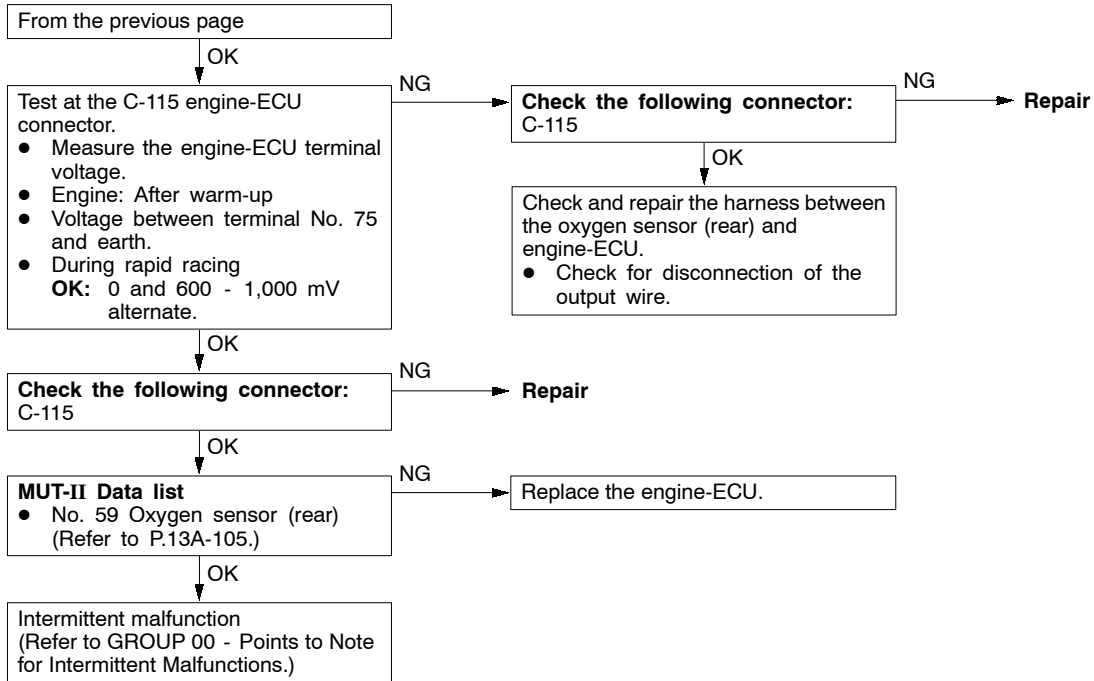 From the previous page
OK
Test at the C-115 engine-ECU
connector.
● Measure the engine-ECU terminal
voltage.
● Engine: After warm-up
● Voltage between terminal No. 75
and earth.
● During rapid racing
OK: 0 and 600 - 1,000 mV
alternate.
NG
Check the following connector:
C-115
NG
Repair
OK
Check and repair the harness between
the oxygen sensor (rear) and
engine-ECU.
● Check for disconnection of the
output wire.
OK
Check the following connector:
C-115
NG
Repair
OK
MUT-II Data list
● No. 59 Oxygen sensor (rear)
(Refer to P.13A-105.)
NG
Replace the engine-ECU.
OK
Intermittent malfunction
(Refer to GROUP 00 - Points to Note
for Intermittent Malfunctions.)